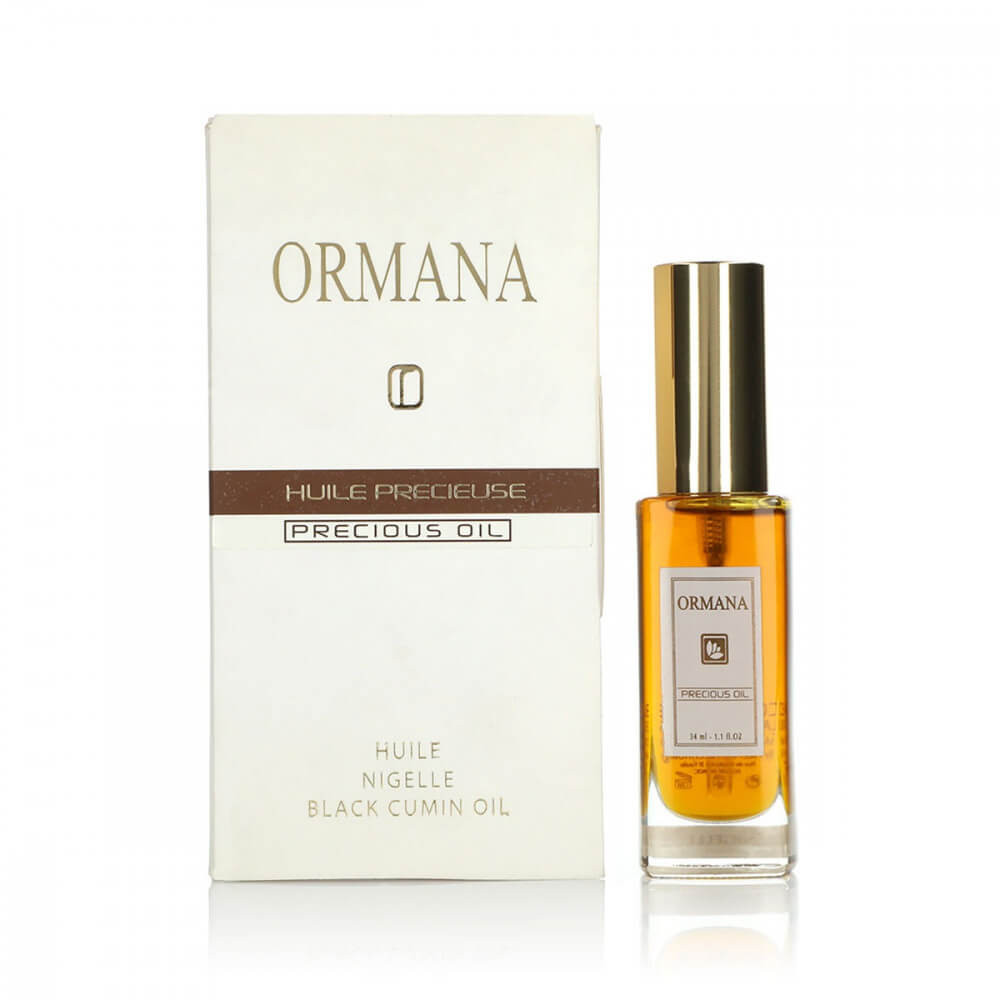 ORMANA
HUILE PRECIEUSE
PRECIOUS OIL
HUILE
NIGELLE
BLACK CUMIN OIL
ORMANA
PRECIOUS OIL
34 ml - 1.1 fl.OZ